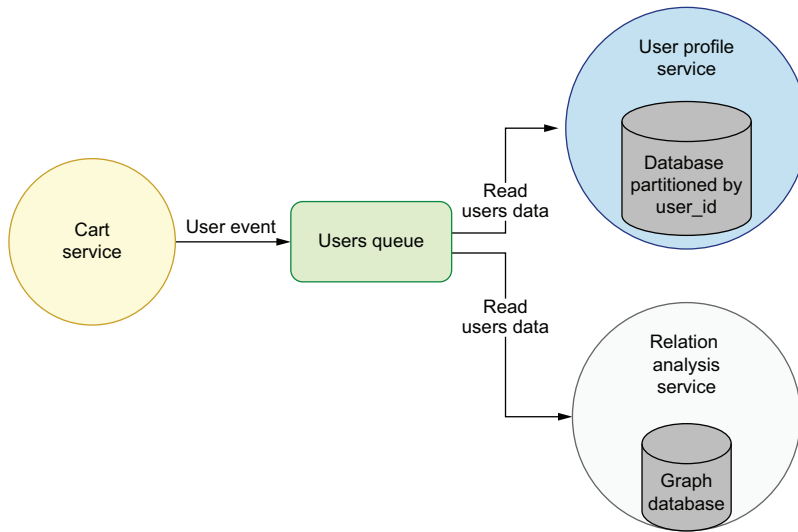 User profile
service
Database
partitioned by
user_id
Read
users data
Cart
service
User event
Users queue
Read
users data
Relation
analysis
service
Graph
database